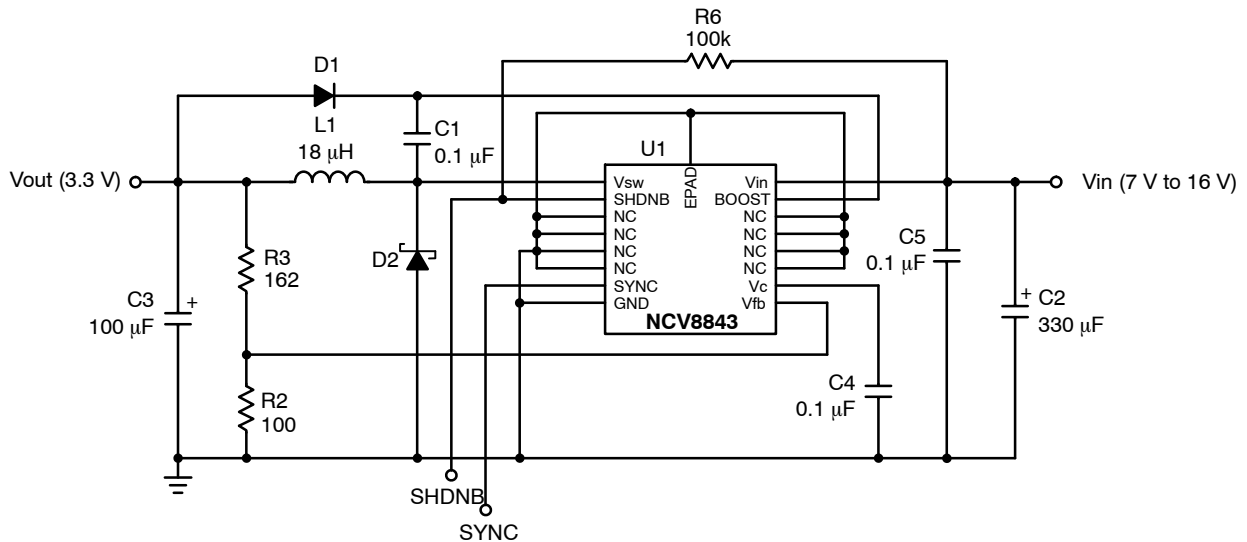 R6
100k
D1
L1
18 μH
C1
0.1 μF
U1
Vout (3.3 V)
Vin (7 V to 16 V)
Vsw
SHDNB
NC
NC
NC
NC
SYNC
GND
EPAD
Vin
BOOST
NC
NC
NC
NC
Vc
Vfb
NCV8843
R3
162
D2
C5
0.1 μF
C3
+
100 μF
+
C2
330 μF
R2
100
C4
0.1 μF
SHDNB
SYNC